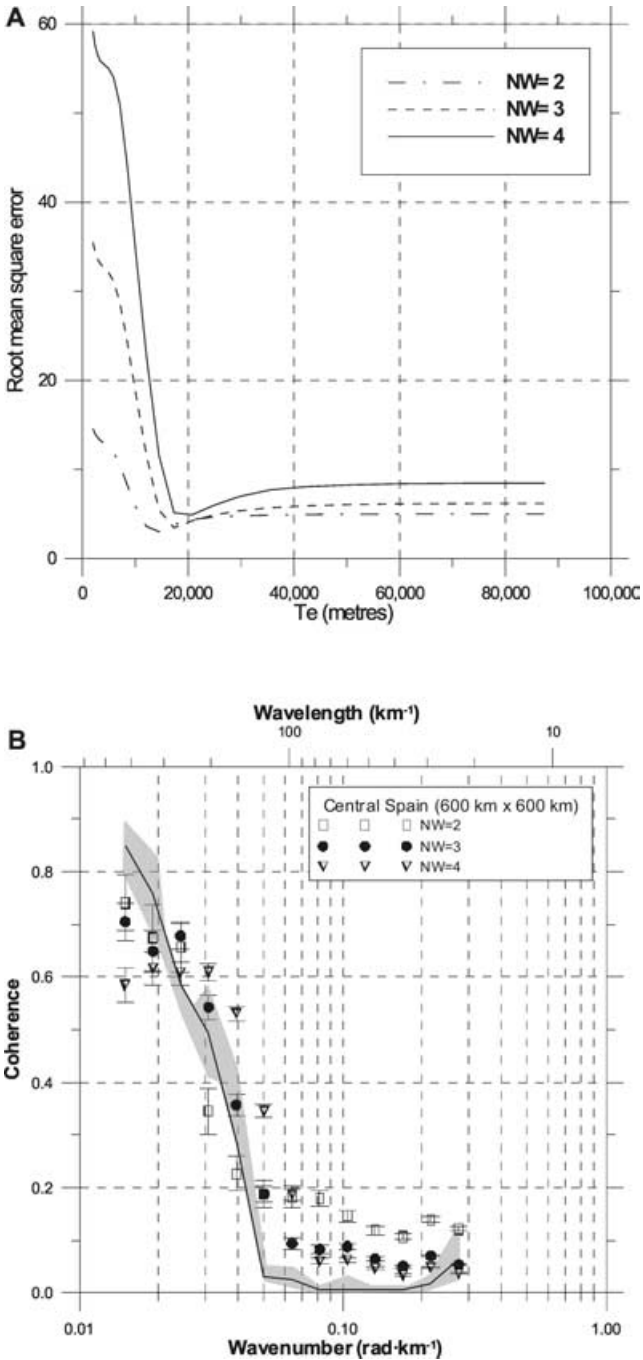 A
60
40
20
0
Root mean square error
NW= 2
NW= 3
NW= 4
0 20,000 40,000 60,000 80,000 100,000
Te (metres)
Wavelength (km-1)
B
100 10
1.0
0.8
0.6
0.4
0.2
0.0
Coherence
Central Spain (600 km x 600 km)
NW=2
NW=3
NW=4
0.01 0.10 1.00
Wavenumber (rad·km-1)